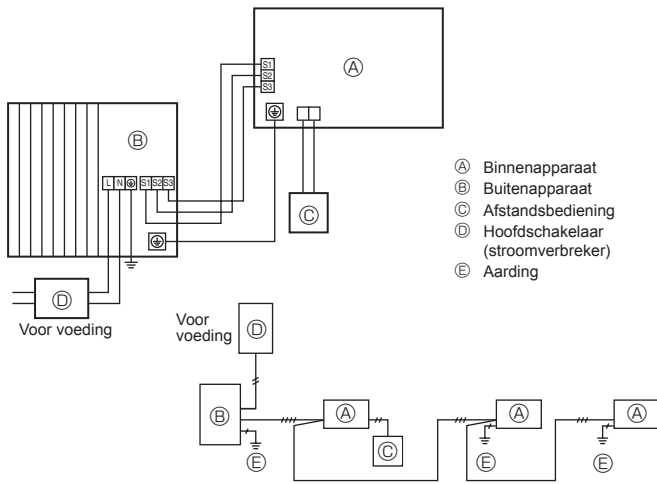 S1
S2
S3
Ⓐ
Ⓑ
L N S1 S2 S3
Ⓒ
Ⓓ
Voor voeding
Ⓐ Binnenapparaat
Ⓑ Buitenapparaat
Ⓒ Afstandsbediening
Ⓓ Hoofdschakelaar
(stroomverbreker)
Ⓔ Aarding
Voor
voeding
Ⓓ
Ⓑ
Ⓐ
Ⓐ
Ⓐ
Ⓒ
Ⓔ
Ⓔ
Ⓔ